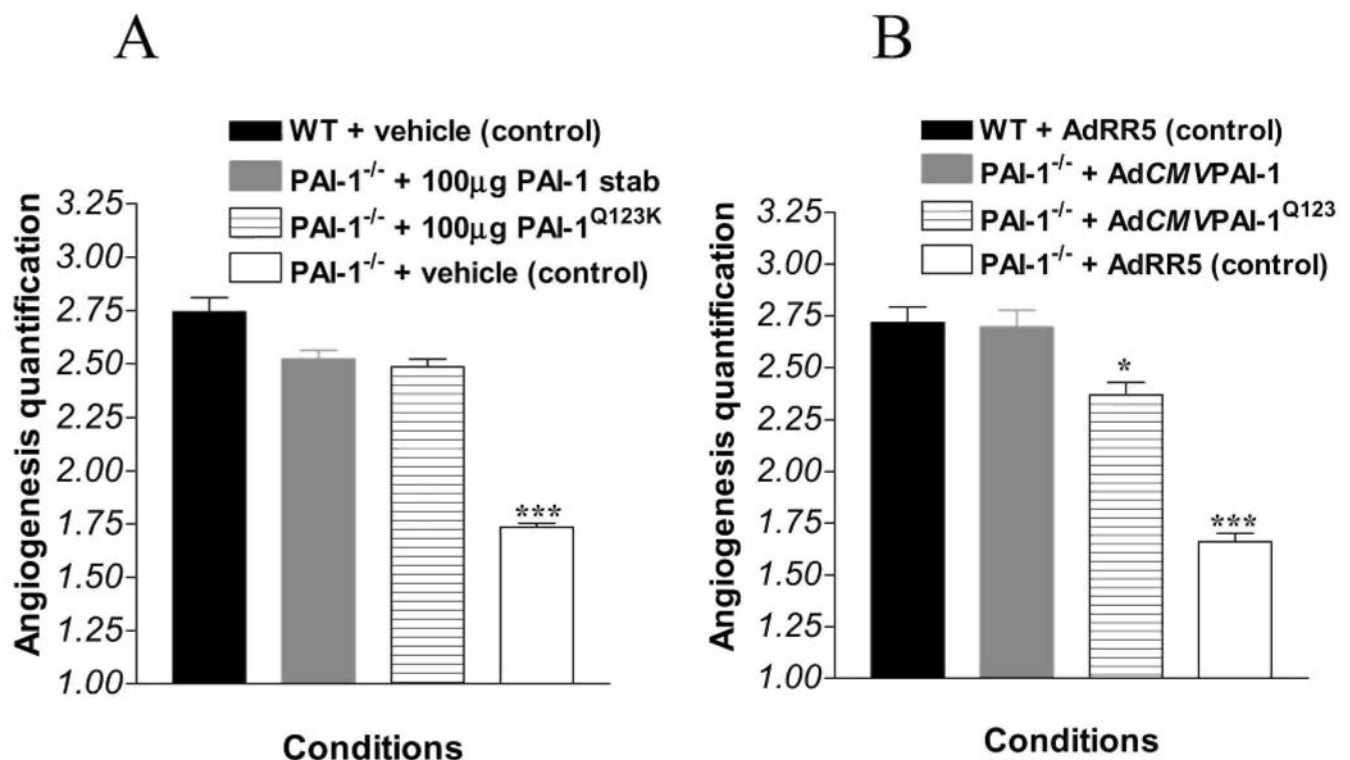 A
WT + vehicle (control)
PAI-1-/- + 100µg PAI-1 stab
PAI-1-/- + 100µg PAI-1Q123K
PAI-1-/- + vehicle (control)
Angiogenesis quantification
3.25
3.00
2.75
2.50
2.25
2.00
1.75
1.50
1.25
1.00
***
Conditions
B
WT + AdRR5 (control)
PAI-1-/- + AdCMVPAI-1
PAI-1-/- + AdCMVPAI-1Q123
PAI-1-/- + AdRR5 (control)
Angiogenesis quantification
3.25
3.00
2.75
2.50
2.25
2.00
1.75
1.50
1.25
1.00
*
***
Conditions